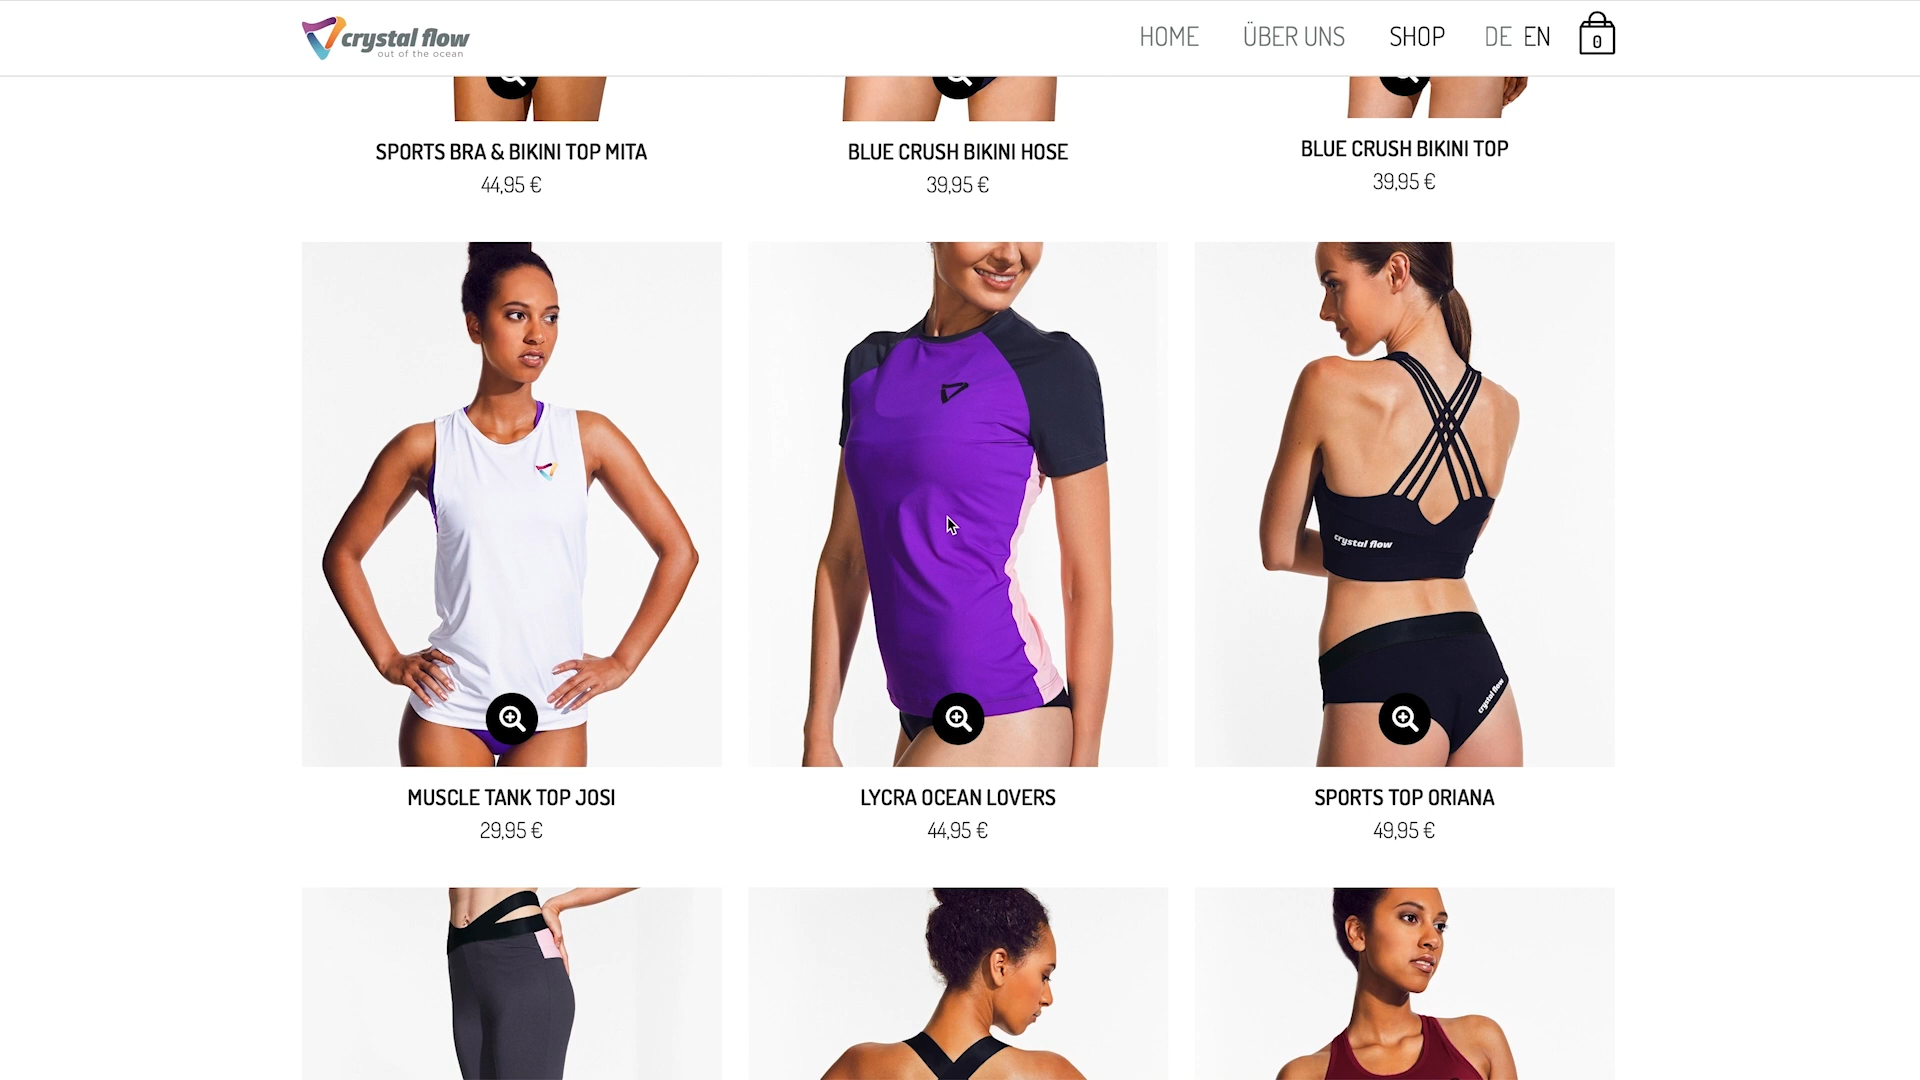 crystal flow
out of the ocean
HOME ÜBER UNS SHOP DE EN 0
SPORTS BRA & BIKINI TOP MITA
44,95 €
BLUE CRUSH BIKINI HOSE
39,95 €
BLUE CRUSH BIKINI TOP
39,95 €
crystal flow
crystal flow
MUSCLE TANK TOP JOSI
29,95 €
LYCRA OCEAN LOVERS
44,95 €
SPORTS TOP ORIANA
49,95 €